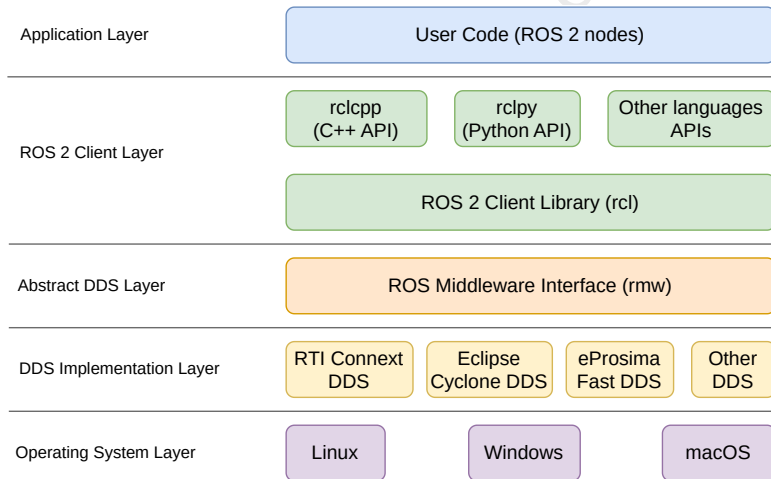 Application Layer
User Code (ROS 2 nodes)
ROS 2 Client Layer
rclcpp
(C++ API)
rclpy
(Python API)
Other languages
APIs
ROS 2 Client Library (rcl)
Abstract DDS Layer
ROS Middleware Interface (rmw)
DDS Implementation Layer
RTI Connext
DDS
Eclipse
Cyclone DDS
eProsima
Fast DDS
Other
DDS
Operating System Layer
Linux
Windows
macOS